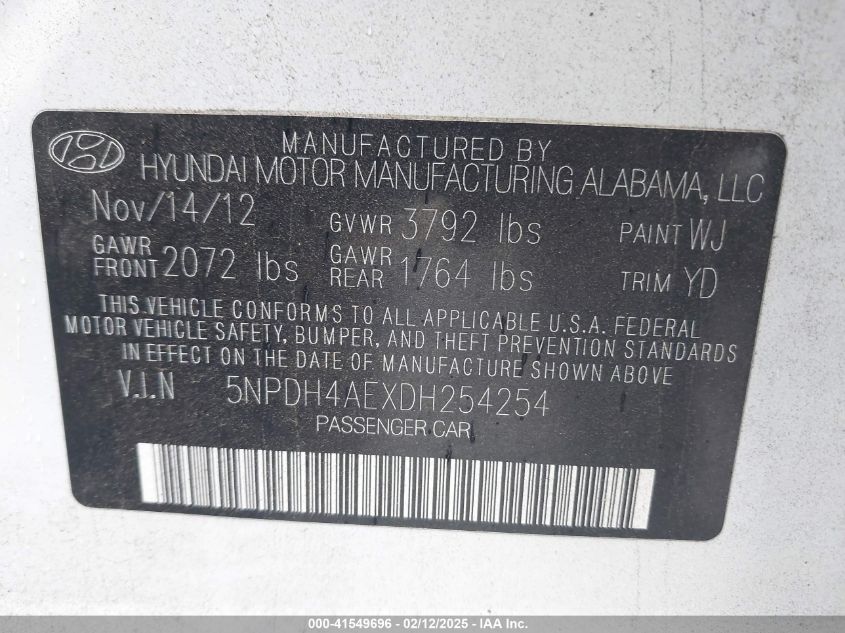 MANUFACTURED BY
HYUNDAI MOTOR MANUFACTURING ALABAMA, LLC
Nov/14/12 GVWR 3792 lbs PAINT WJ
GAWR FRONT 2072 lbs GAWR REAR 1764 lbs TRIM YD
THIS VEHICLE CONFORMS TO ALL APPLICABLE U.S.A. FEDERAL
MOTOR VEHICLE SAFETY, BUMPER, AND THEFT PREVENTION STANDARDS
IN EFFECT ON THE DATE OF MANUFACTURE SHOWN ABOVE
V.I.N 5NPDH4AEXDH254254
PASSENGER CAR
000-41549696 - 02/12/2025 - IAA Inc.